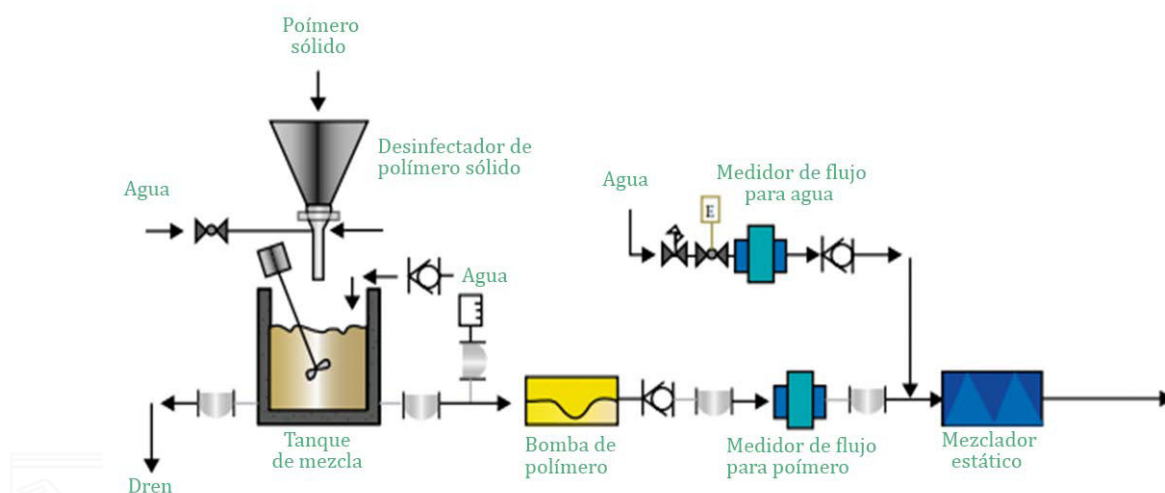 Poímero
sólido
Desinfectador de
polímero sólido
Agua
Agua
Medidor de flujo
para agua
E
Agua
Tanque
de mezcla
Bomba de
polímero
Medidor de flujo
para poímero
Mezclador
estático
Dren